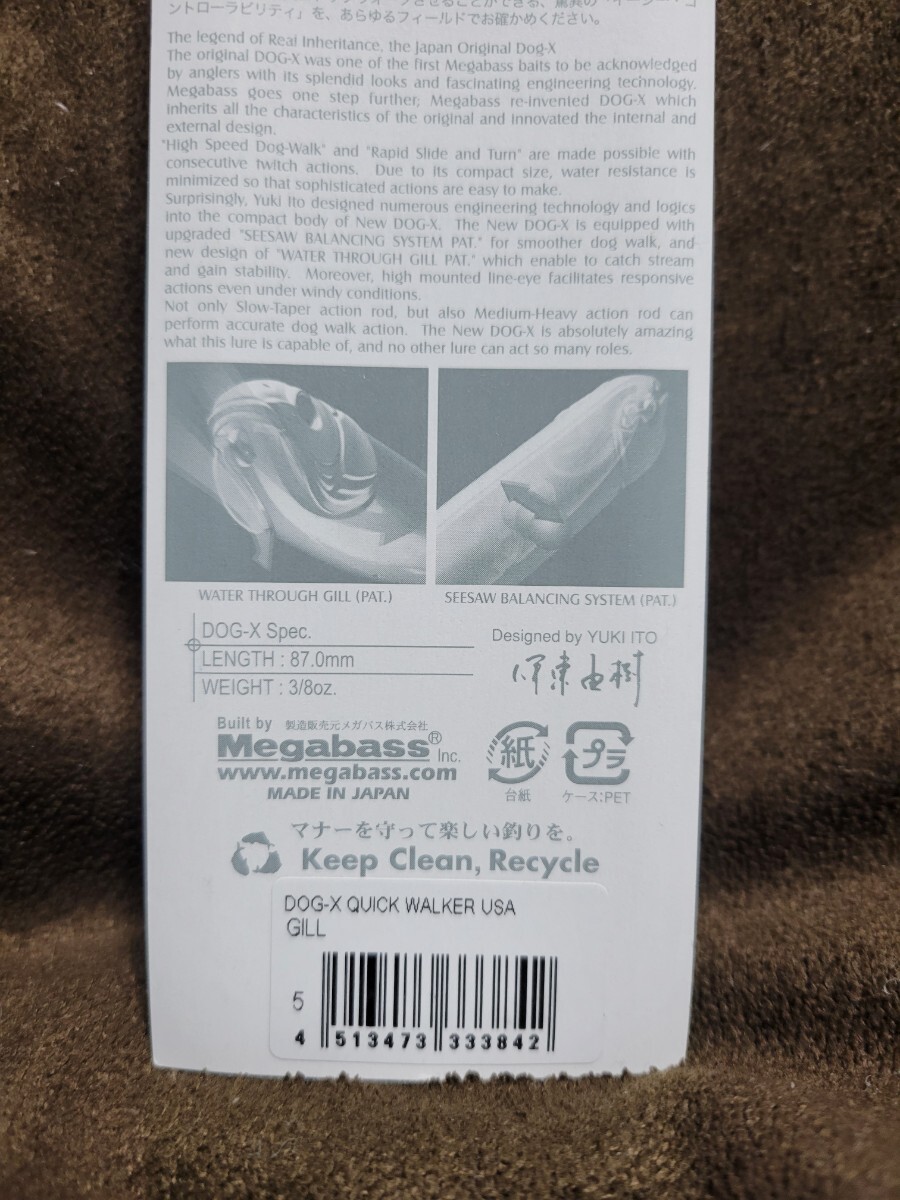 ントローラビリティ」を、あらゆるフィールドでお確かめください。
The legend of Real Inheritance, the Japan Original Dog-X
The original DOG-X was one of the first Megabass baits to be acknowledged
by anglers with its splendid looks and fascinating engineering technology.
Megabass goes one step further; Megabass re-invented DOG-X which
inherits all the characteristics of the original and innovated the internal and
external design.
"High Speed Dog-Walk" and "Rapid Slide and Turn" are made possible with
consecutive twitch actions. Due to its compact size, water resistance is
minimized so that sophisticated actions are easy to make.
Surprisingly, Yuki Ito designed numerous engineering technology and logics
into the compact body of New DOG-X. The New DOG-X is equipped with
upgraded "SEESAW BALANCING SYSTEM PAT." for smoother dog walk, and
new design of "WATER THROUGH GILL PAT." which enable to catch stream
and gain stability. Moreover, high mounted line-eye facilitates responsive
actions even under windy conditions.
Not only Slow-Taper action rod, but also Medium-Heavy action rod can
perform accurate dog walk action. The New DOG-X is absolutely amazing
what this lure is capable of, and no other lure can act so many roles.
WATER THROUGH GILL (PAT.)
SEESAW BALANCING SYSTEM (PAT.)
DOG-X Spec.
LENGTH : 87.0mm
WEIGHT : 3/8oz.
Designed by YUKI ITO
伊東由樹
Built by 製造販売元メガバス株式会社
Megabass® Inc.
www.megabass.com
MADE IN JAPAN
紙
台紙
プラ
ケース:PET
マナーを守って楽しい釣りを。
Keep Clean, Recycle
DOG-X QUICK WALKER USA
GILL
5
4 513473 333842